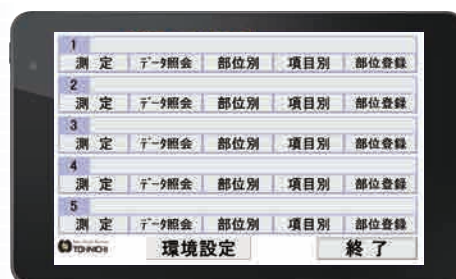 1
測 定 データ照会 部位別 項目別 部位登録
2
測 定 データ照会 部位別 項目別 部位登録
3
測 定 データ照会 部位別 項目別 部位登録
4
測 定 データ照会 部位別 項目別 部位登録
5
測 定 データ照会 部位別 項目別 部位登録
TOHNICHI 環境設定 終 了